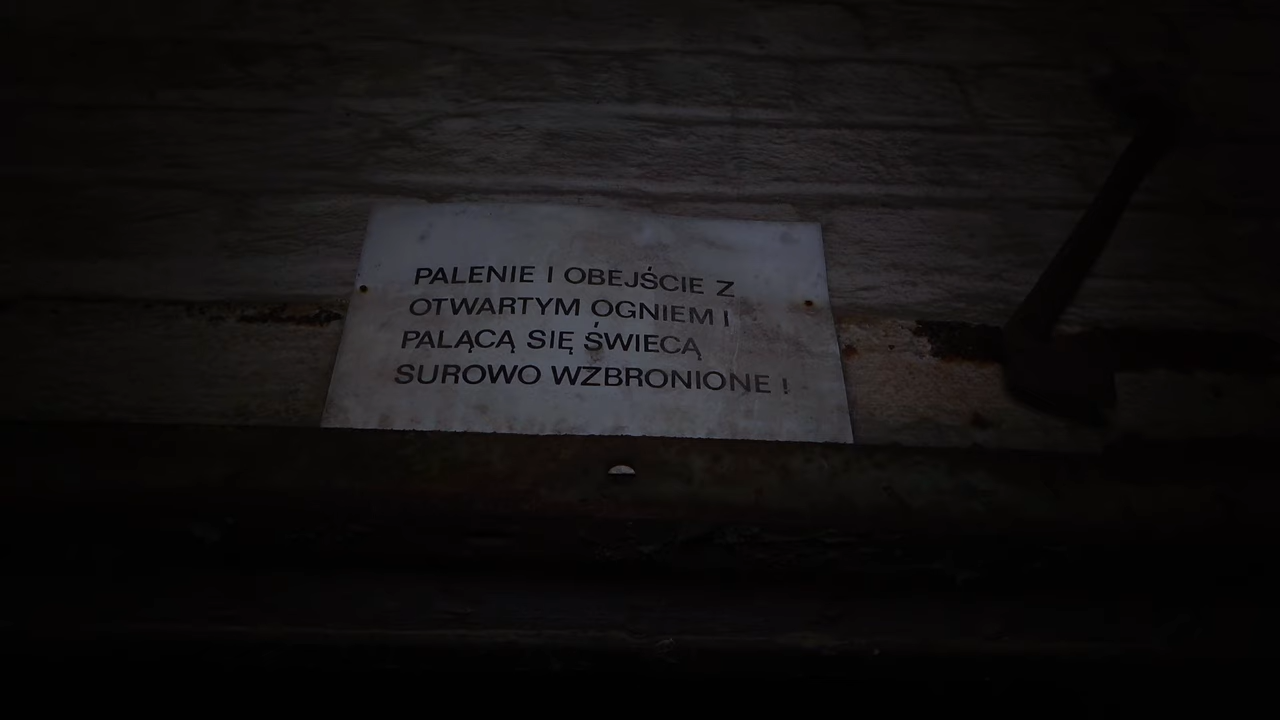 PALENIE I OBEJŚCIE Z
OTWARTYM OGNIEM I
PALĄCĄ SIĘ ŚWIECĄ
SUROWO WZBRONIONE !